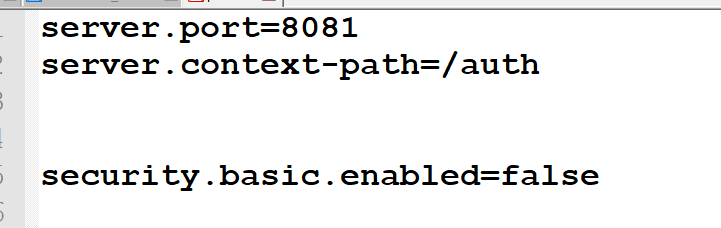 server.port=8081
server.context-path=/auth
security.basic.enabled=false